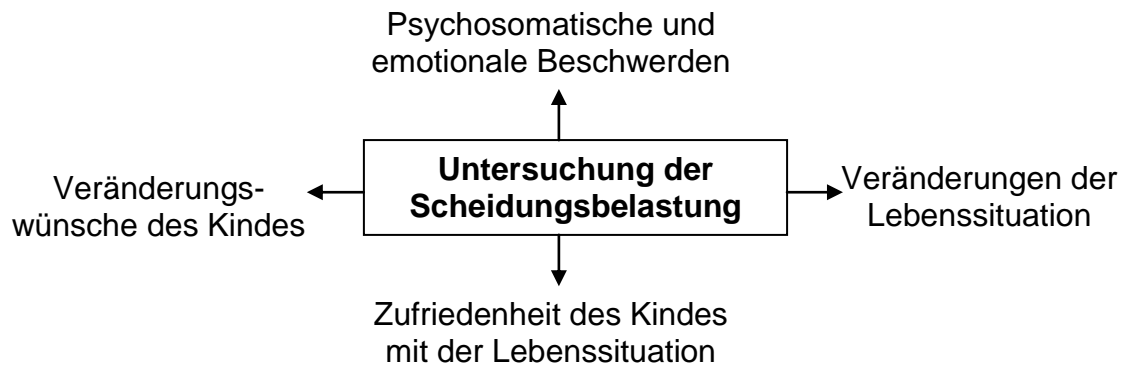 Psychosomatische und
emotionale Beschwerden
Untersuchung der
Scheidungsbelastung
Veränderungs-
wünsche des Kindes
Veränderungen der
Lebenssituation
Zufriedenheit des Kindes
mit der Lebenssituation